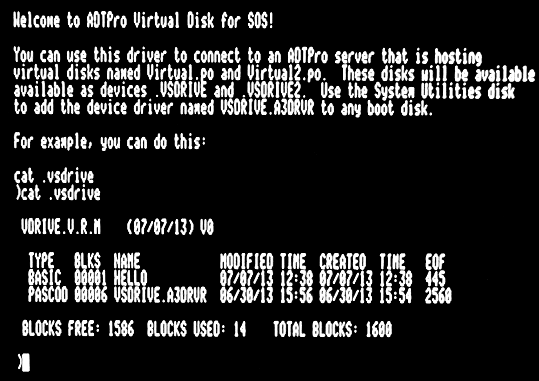 Welcome to ADTPro Virtual Disk for SOS!
You can use this driver to connect to an ADTPro server that is hosting
virtual disks named Virtual.po and Virtual2.po. These disks will be available
available as devices .VSDRIVE and .VSDRIVE2. Use the System Utilities disk
to add the device driver named VSDRIVE.A3DRVR to any boot disk.
For example, you can do this:
cat .vsdrive
)cat .vsdrive
VDRIVE.V.R.M (07/07/13) V0
TYPE BLKS NAME MODIFIED TIME CREATED TIME EOF
BASIC 00001 HELLO 07/07/13 12:38 07/07/13 12:38 445
PASCOD 00006 VSDRIVE.A3DRVR 06/30/13 15:56 06/30/13 15:54 2560
BLOCKS FREE: 1586 BLOCKS USED: 14 TOTAL BLOCKS: 1600
)